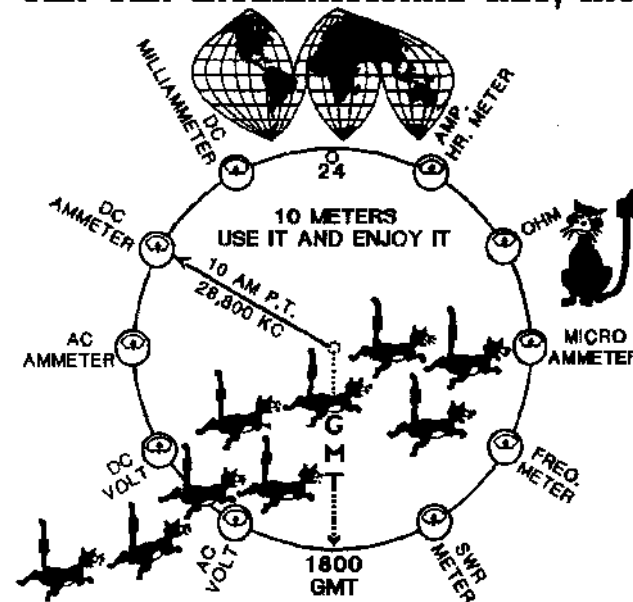 DC
MILLIAMMETER
AMP.
HR. METER
24
10 METERS
USE IT AND ENJOY IT
DC
AMMETER
OHM
10 AM P.T.
28,800 KC
AC
AMMETER
MICRO
AMMETER
GMT
DC
VOLT
FREQ.
METER
AC
VOLT
SWR
METER
1800
GMT